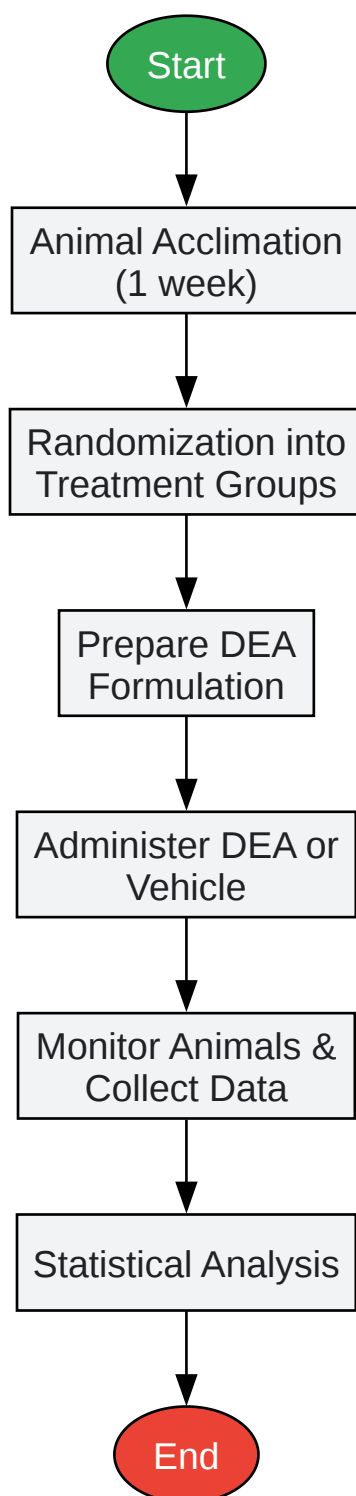 Start
Animal Acclimation
(1 week)
Randomization into
Treatment Groups
Prepare DEA
Formulation
Administer DEA or
Vehicle
Monitor Animals &
Collect Data
Statistical Analysis
End